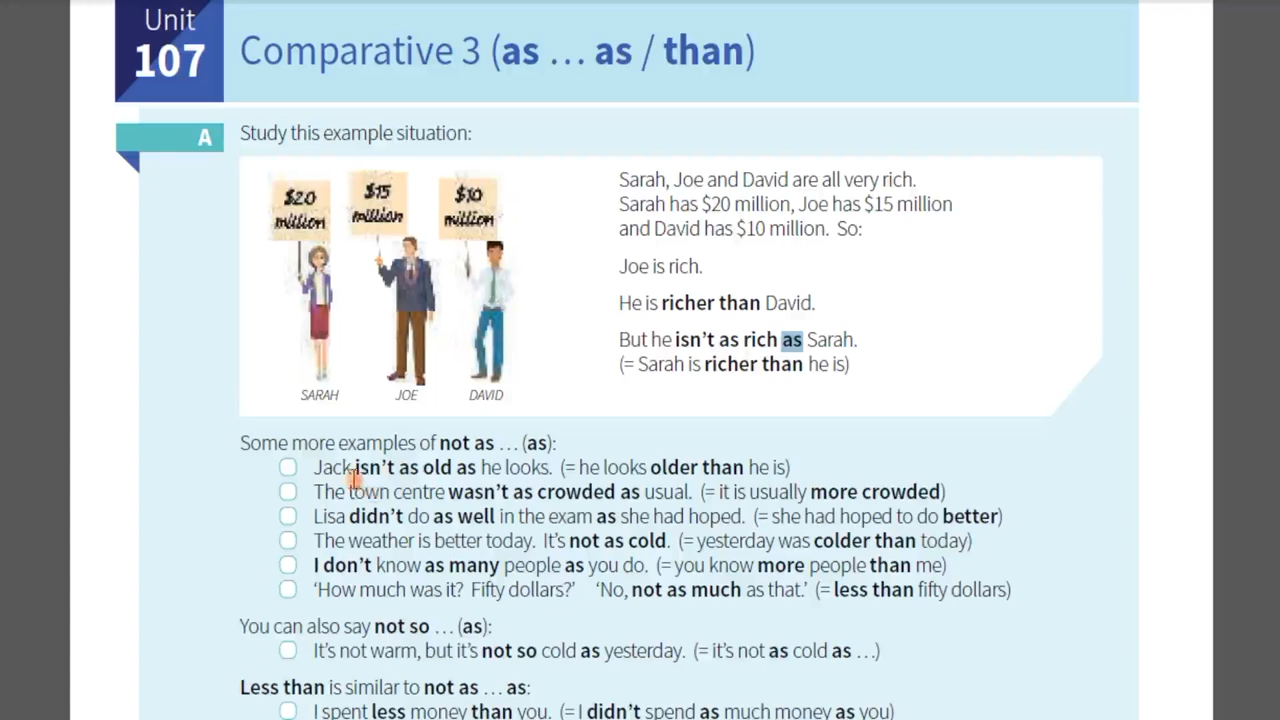 Unit
107
Comparative 3 (as … as / than)
A
Study this example situation:
$20
million
$15
million
$10
million
SARAH
JOE
DAVID
Sarah, Joe and David are all very rich.
Sarah has $20 million, Joe has $15 million
and David has $10 million. So:
Joe is rich.
He is richer than David.
But he isn't as rich as Sarah.
(= Sarah is richer than he is)
Some more examples of not as … (as):
Jack isn't as old as he looks. (= he looks older than he is)
The town centre wasn't as crowded as usual. (= it is usually more crowded)
Lisa didn't do as well in the exam as she had hoped. (= she had hoped to do better)
The weather is better today. It's not as cold. (= yesterday was colder than today)
I don't know as many people as you do. (= you know more people than me)
'How much was it? Fifty dollars?' 'No, not as much as that.' (= less than fifty dollars)
You can also say not so … (as):
It's not warm, but it's not so cold as yesterday. (= it's not as cold as …)
Less than is similar to not as … as:
I spent less money than you. (= I didn't spend as much money as you)